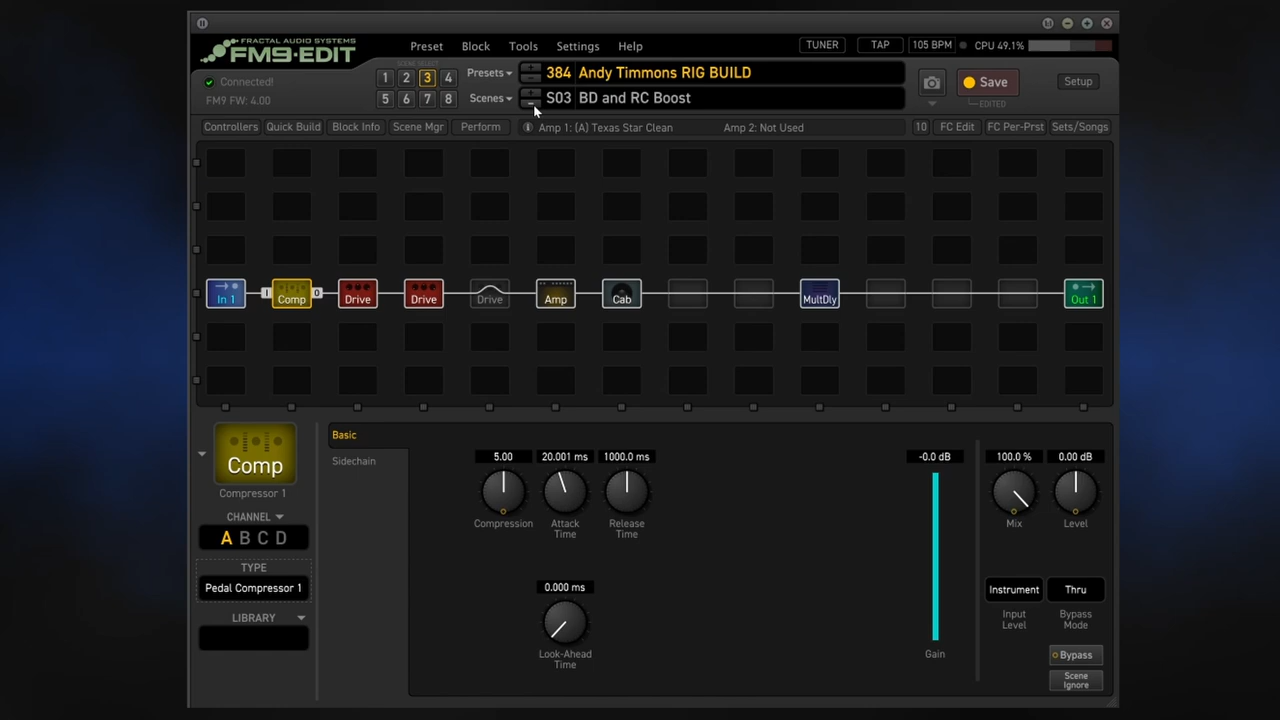 FRACTAL AUDIO SYSTEMS
FM9-EDIT
Preset Block Tools Settings Help
TUNER TAP 105 BPM CPU 49.1%
Connected!
FM9 FW: 4.00
SCENE SELECT
1 2 3 4
5 6 7 8
Presets 384 Andy Timmons RIG BUILD
Scenes S03 BD and RC Boost
Save
EDITED
Setup
Controllers Quick Build Block Info Scene Mgr Perform Amp 1: (A) Texas Star Clean Amp 2: Not Used 10 FC Edit FC Per-Prst Sets/Songs
In 1 I Comp O Drive Drive Drive Amp Cab MultDly Out 1
Comp
Compressor 1
CHANNEL
A B C D
TYPE
Pedal Compressor 1
LIBRARY
Basic
Sidechain
5.00 20.001 ms 1000.0 ms -0.0 dB 100.0 % 0.00 dB
Compression Attack Time Release Time Mix Level
0.000 ms
Look-Ahead Time
Gain
Instrument Thru
Input Level Bypass Mode
Bypass
Scene Ignore